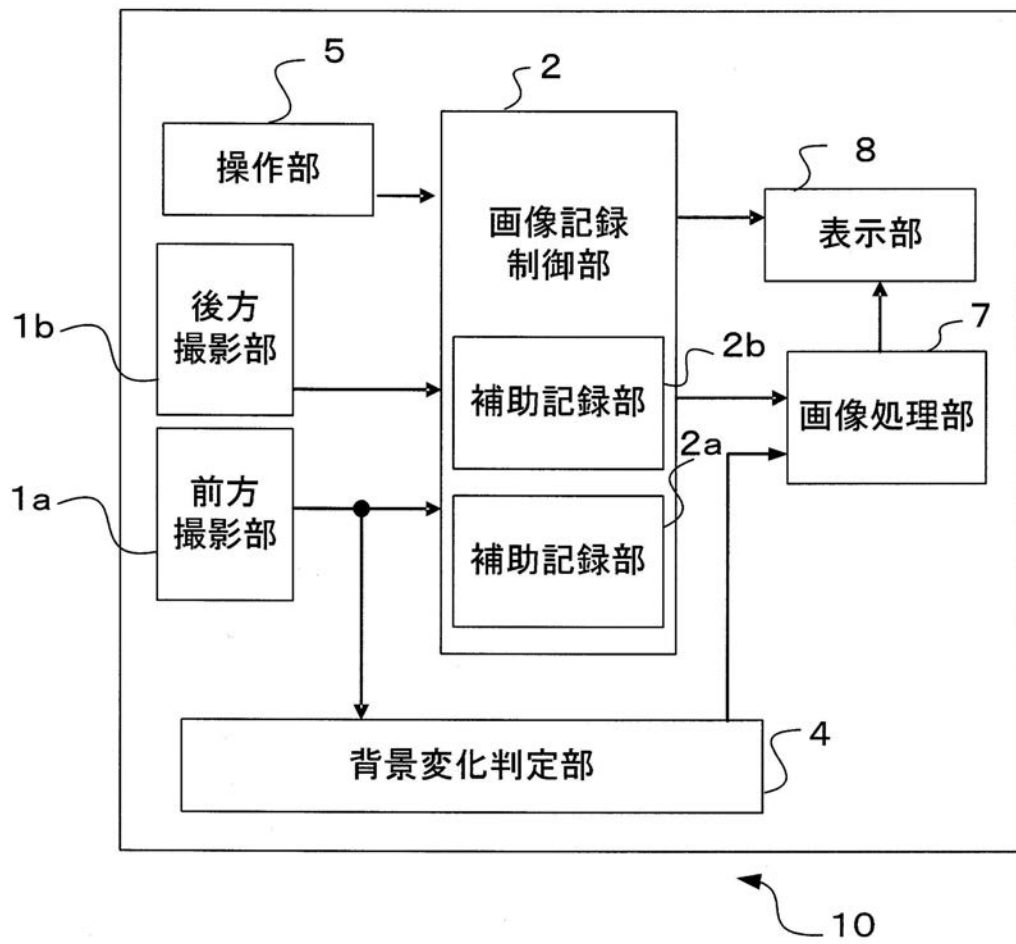 5
操作部
2
画像記録
制御部
8
表示部
1b
後方
撮影部
2b
補助記録部
7
画像処理部
1a
前方
撮影部
2a
補助記録部
背景変化判定部
4
10